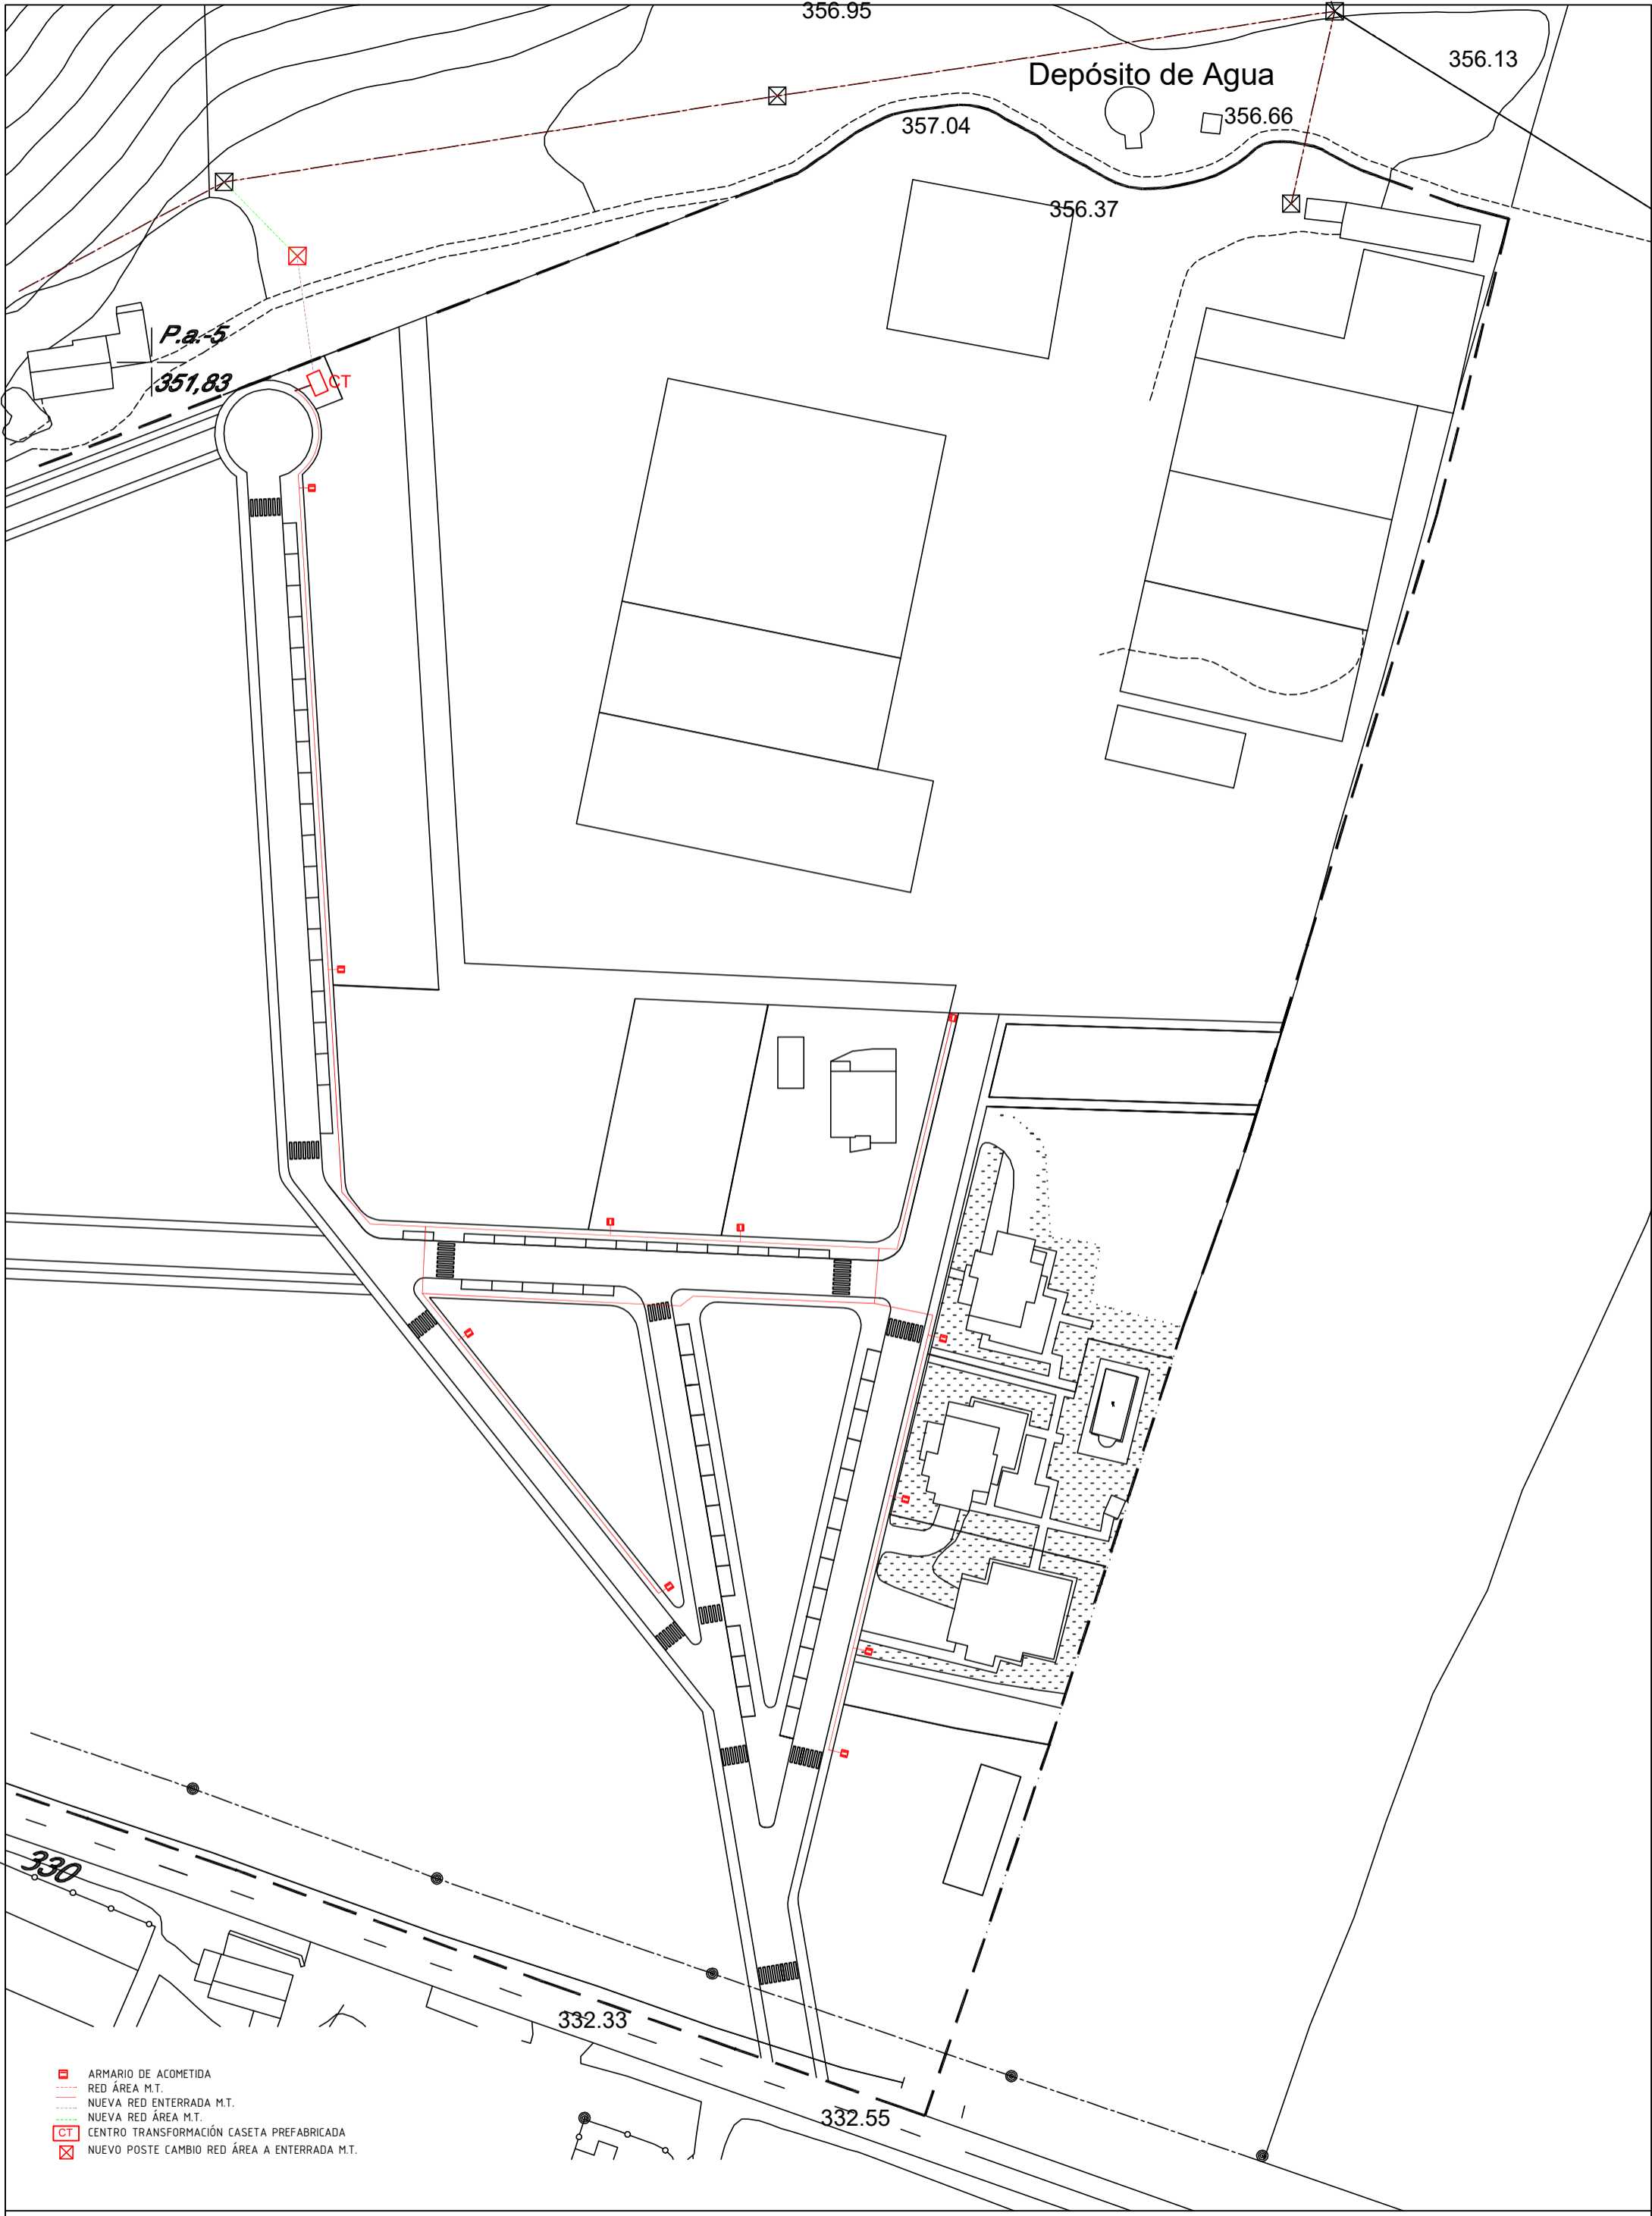 356.95
356.13
Depósito de Agua
356.66
357.04
356.37
P.a.-5
351,83
CT
330
332.33
332.55
ARMARIO DE ACOMETIDA
RED ÁREA M.T.
NUEVA RED ENTERRADA M.T.
NUEVA RED ÁREA M.T.
CT CENTRO TRANSFORMACIÓN CASETA PREFABRICADA
NUEVO POSTE CAMBIO RED ÁREA A ENTERRADA M.T.